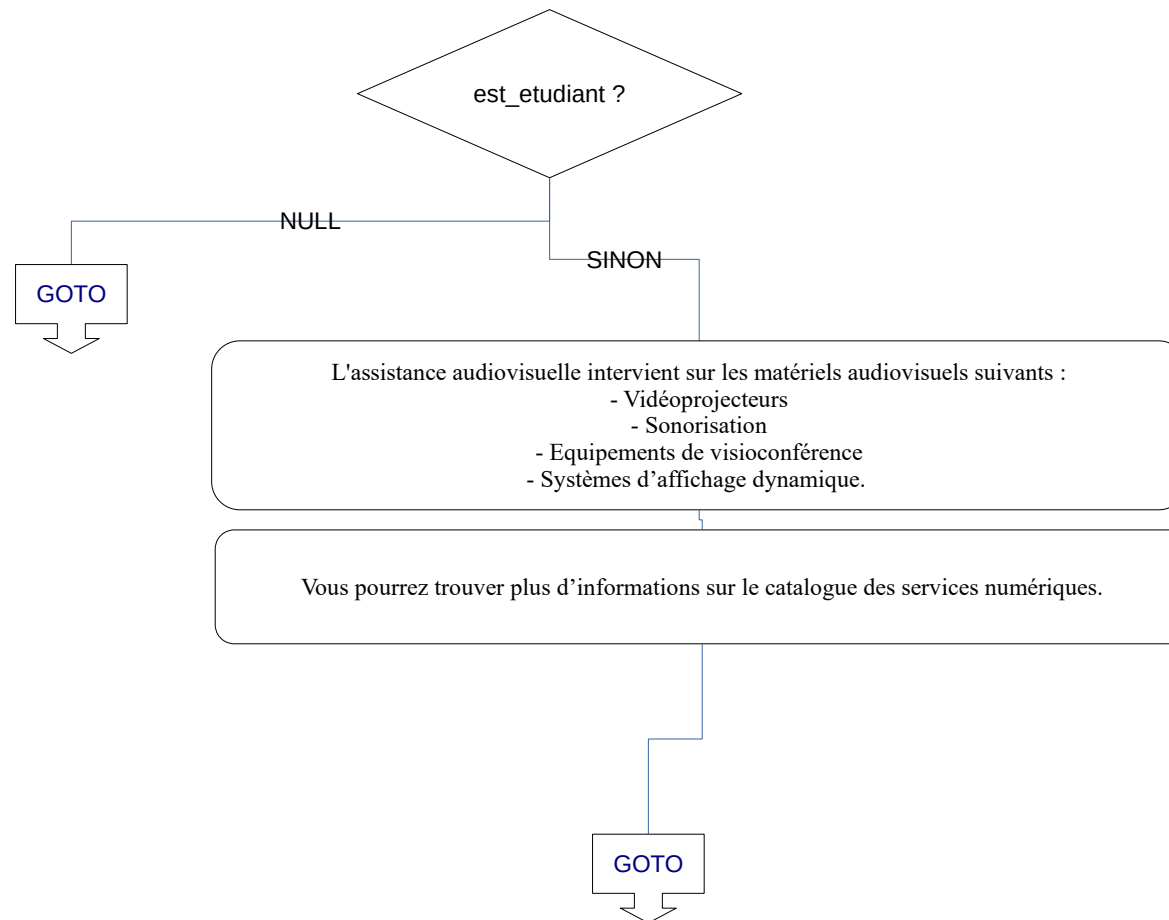 est_etudiant ?
NULL
SINON
GOTO
L'assistance audiovisuelle intervient sur les matériels audiovisuels suivants :
- Vidéoprojecteurs
- Sonorisation
- Equipements de visioconférence
- Systèmes d’affichage dynamique.
Vous pourrez trouver plus d’informations sur le catalogue des services numériques.
GOTO